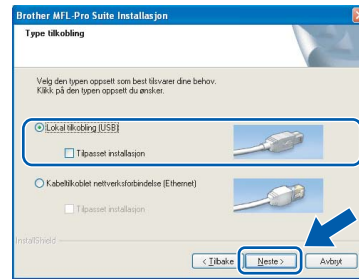 Brother MFL-Pro Suite Installasjon
Type tilkobling
Velg den typen oppsett som best tilsvarer dine behov.
Klikk på den typen oppsett du ønsker.
Lokal tilkobling (USB)
Tilpasset installasjon
Kabeltilkoblet nettverksforbindelse (Ethernet)
Tilpasset installasjon
InstallShield
< Tilbake
Neste >
Avbryt